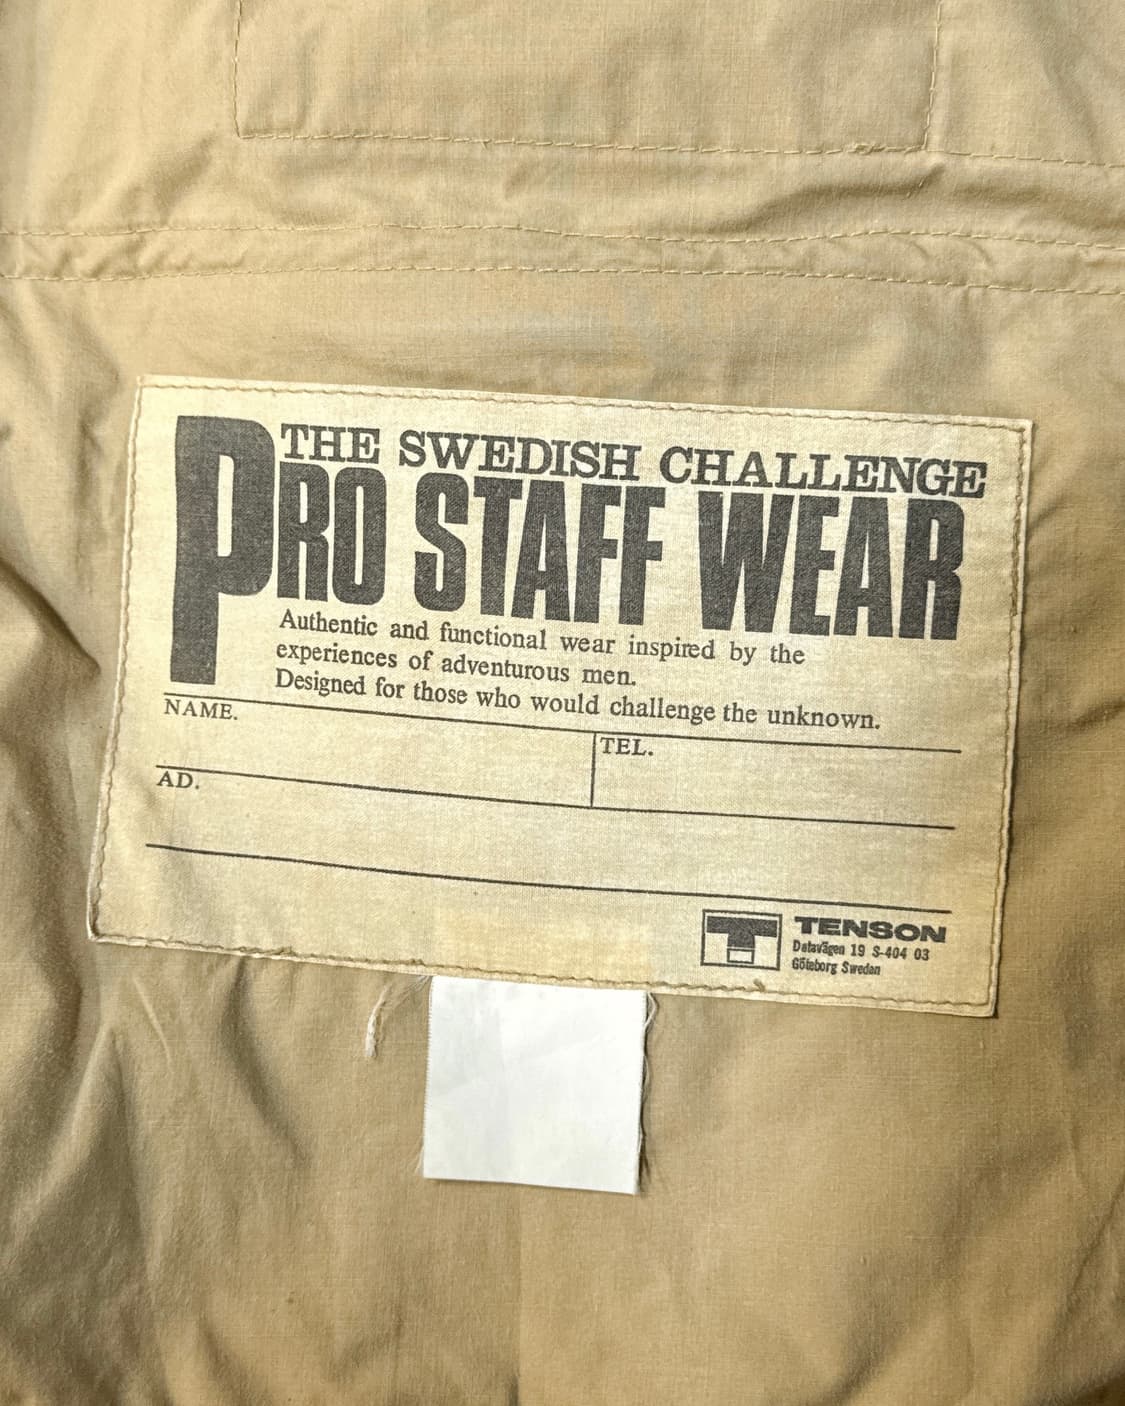 THE SWEDISH CHALLENGE
PRO STAFF WEAR
Authentic and functional wear inspired by the
experiences of adventurous men.
Designed for those who would challenge the unknown.
NAME.
TEL.
AD.
TENSON
Datavägen 19 S-404 03
Göteborg Sweden